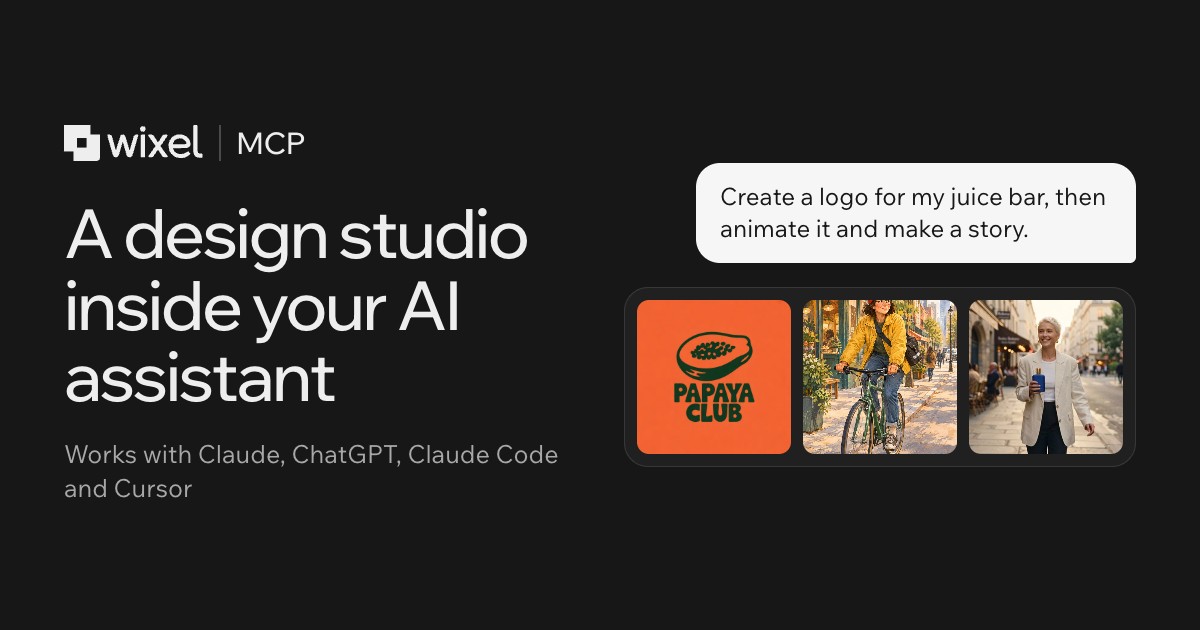 wixel | MCP
A design studio
inside your AI
assistant
Works with Claude, ChatGPT, Claude Code
and Cursor
Create a logo for my juice bar, then
animate it and make a story.
PAPAYA
CLUB